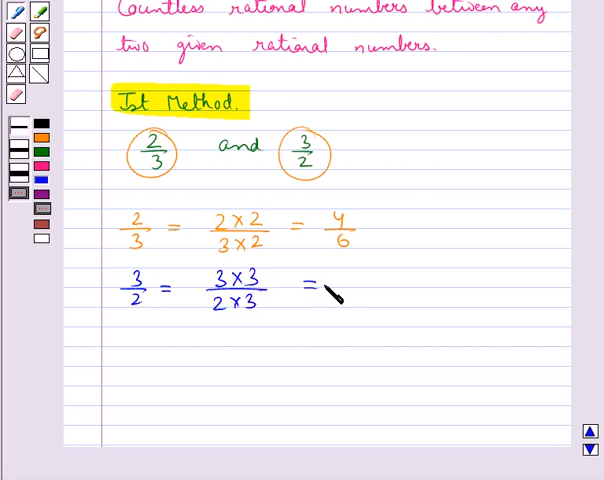 Countless rational numbers between any
two given rational numbers.
Ist Method.
2/3 and 3/2
2/3 = 2×2/3×2 = 4/6
3/2 = 3×3/2×3 =